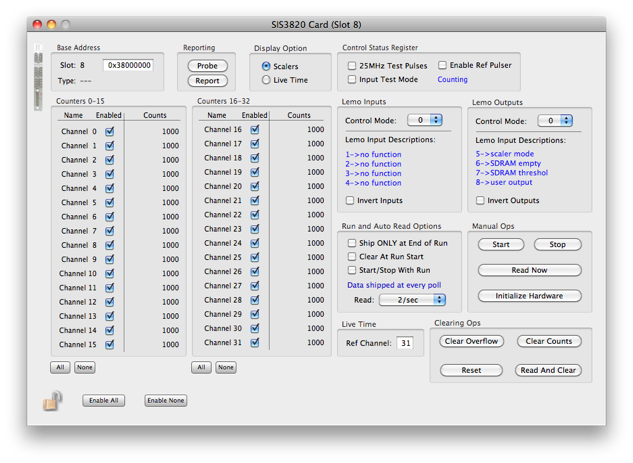 SIS3820 Card (Slot 8)
Base Address
Slot: 8 0x38000000
Type: ---
Reporting
Probe
Report
Display Option
Scalers
Live Time
Control Status Register
25MHz Test Pulses
Enable Ref Pulser
Input Test Mode
Counting
Counters 0-15
Name Enabled Counts
Channel 0 1000
Channel 1 1000
Channel 2 1000
Channel 3 1000
Channel 4 1000
Channel 5 1000
Channel 6 1000
Channel 7 1000
Channel 8 1000
Channel 9 1000
Channel 10 1000
Channel 11 1000
Channel 12 1000
Channel 13 1000
Channel 14 1000
Channel 15 1000
All None
Counters 16-32
Name Enabled Counts
Channel 16 1000
Channel 17 1000
Channel 18 1000
Channel 19 1000
Channel 20 1000
Channel 21 1000
Channel 22 1000
Channel 23 1000
Channel 24 1000
Channel 25 1000
Channel 26 1000
Channel 27 1000
Channel 28 1000
Channel 29 1000
Channel 30 1000
Channel 31 1000
All None
Lemo Inputs
Control Mode: 0
Lemo Input Descriptions:
1->no function
2->no function
3->no function
4->no function
Invert Inputs
Lemo Outputs
Control Mode: 0
Lemo Input Descriptions:
5->scaler mode
6->SDRAM empty
7->SDRAM threshol
8->user output
Invert Outputs
Run and Auto Read Options
Ship ONLY at End of Run
Clear At Run Start
Start/Stop With Run
Data shipped at every poll
Read: 2/sec
Manual Ops
Start Stop
Read Now
Initialize Hardware
Live Time
Ref Channel: 31
Clearing Ops
Clear Overflow Clear Counts
Reset Read And Clear
Enable All Enable None